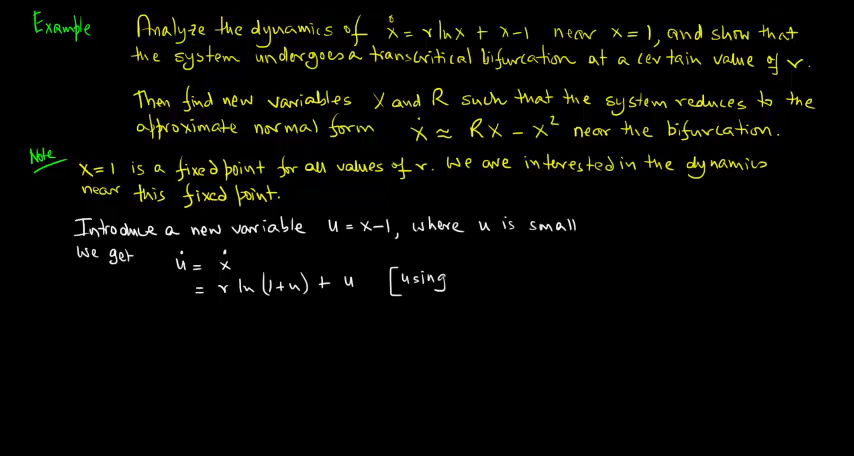 Example Analyze the dynamics of ẋ = r ln x + x - 1 near x = 1, and show that
the system undergoes a transcritical bifurcation at a certain value of r.
Then find new variables X and R such that the system reduces to the
approximate normal form Ẋ ≈ RX - X² near the bifurcation.
Note x = 1 is a fixed point for all values of r. We are interested in the dynamics
near this fixed point.
Introduce a new variable u = x - 1, where u is small
We get u̇ = ẋ
= r ln (1+u) + u [using